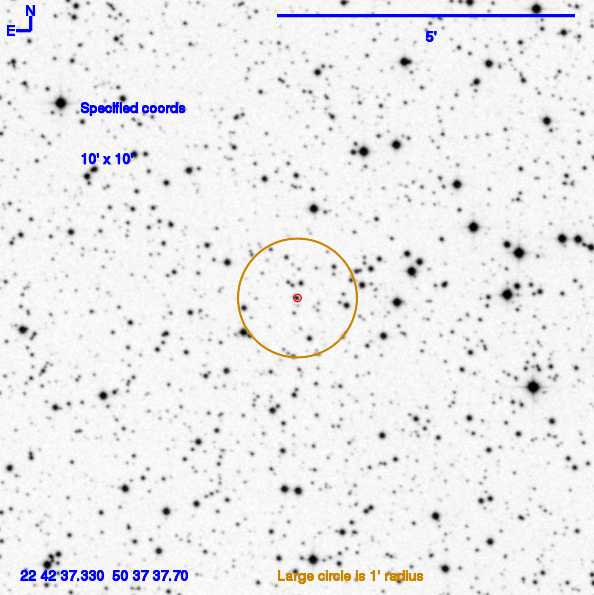 N
E
5'
Specified coords
10' x 10'
22 42 37.330 50 37 37.70
Large circle is 1' radius